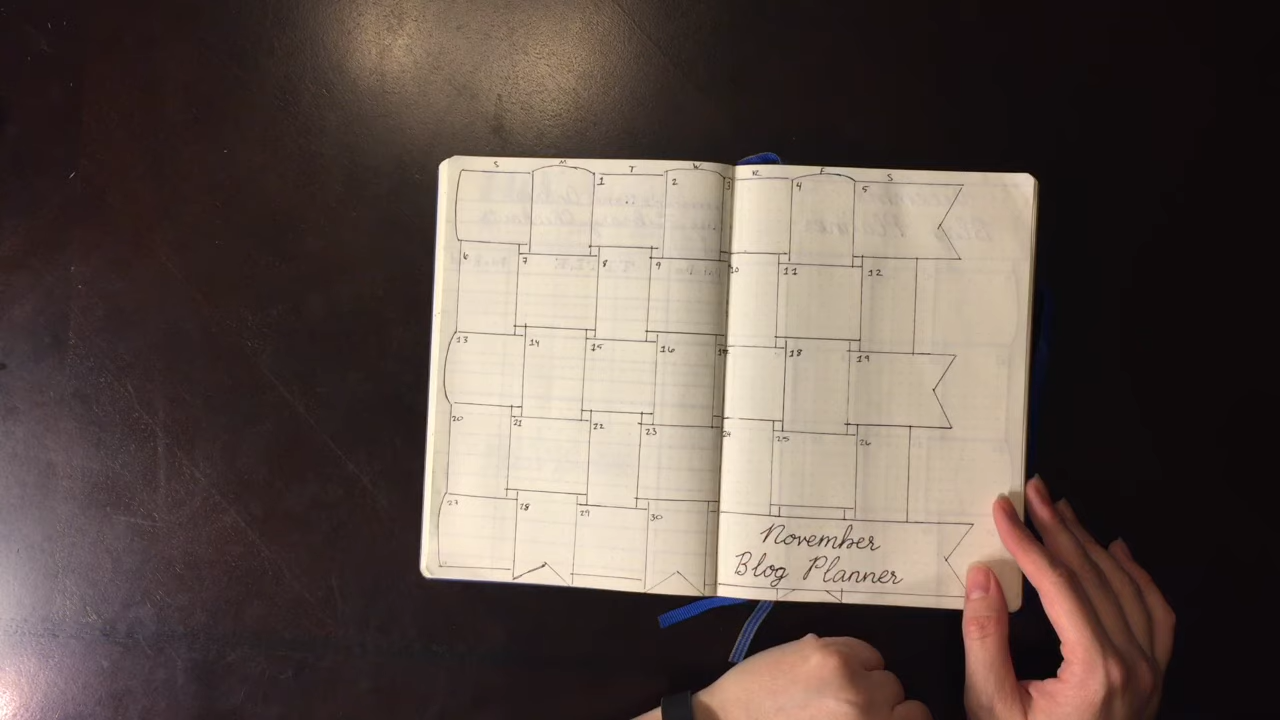 S M T W R F S
1 2 3 4 5
6 7 8 9 10 11 12
13 14 15 16 17 18 19
20 21 22 23 24 25 26
27 28 29 30
November
Blog Planner